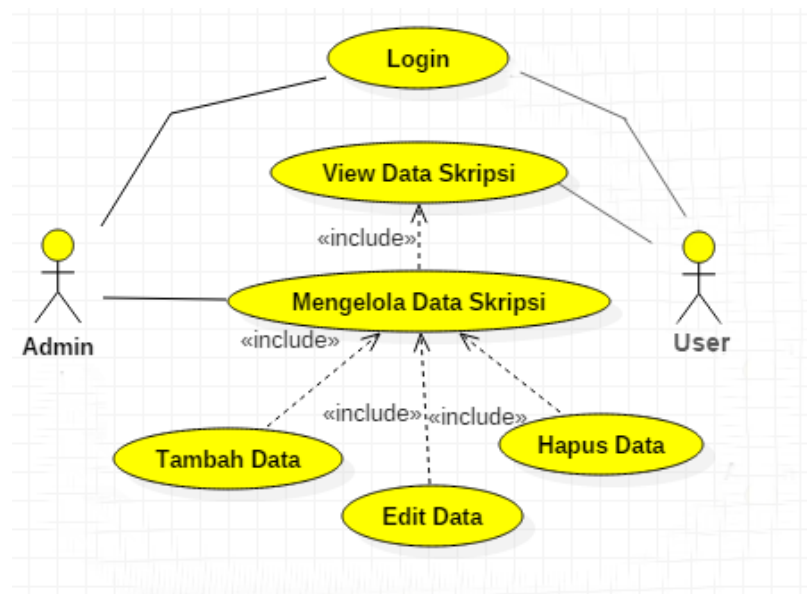 Login
View Data Skripsi
«include»
Mengelola Data Skripsi
Admin
User
«include»
«include»
«include»
Tambah Data
Hapus Data
Edit Data